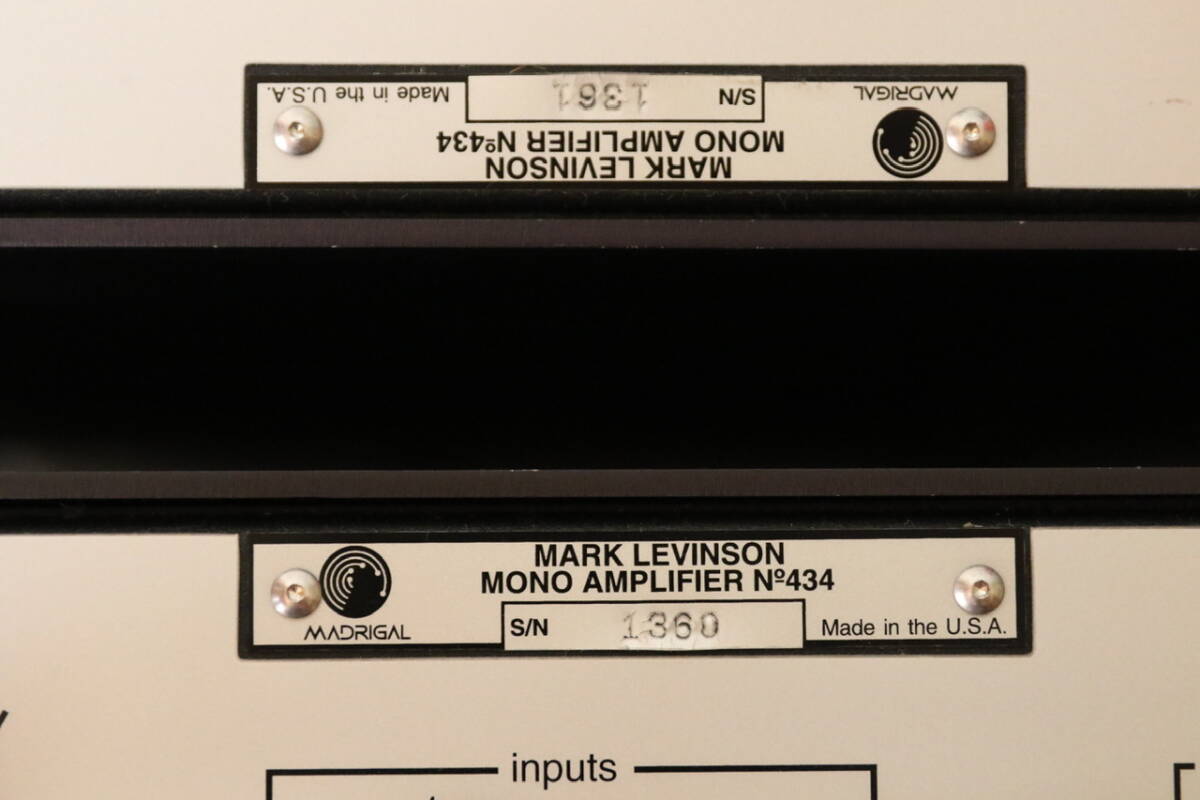 MARK LEVINSON
MONO AMPLIFIER Nº434
MADRIGAL
S/N 1361
Made in the U.S.A.
MARK LEVINSON
MONO AMPLIFIER Nº434
MADRIGAL
S/N 1360
Made in the U.S.A.
inputs